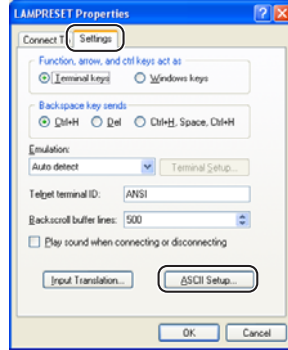 LAMPRESET Properties
Connect T
Settings
Function, arrow, and ctrl keys act as
Terminal keys
Windows keys
Backspace key sends
Ctrl+H
Del
Ctrl+H, Space, Ctrl+H
Emulation:
Auto detect
Terminal Setup...
Telnet terminal ID:
ANSI
Backscroll buffer lines:
500
Play sound when connecting or disconnecting
Input Translation...
ASCII Setup...
OK
Cancel